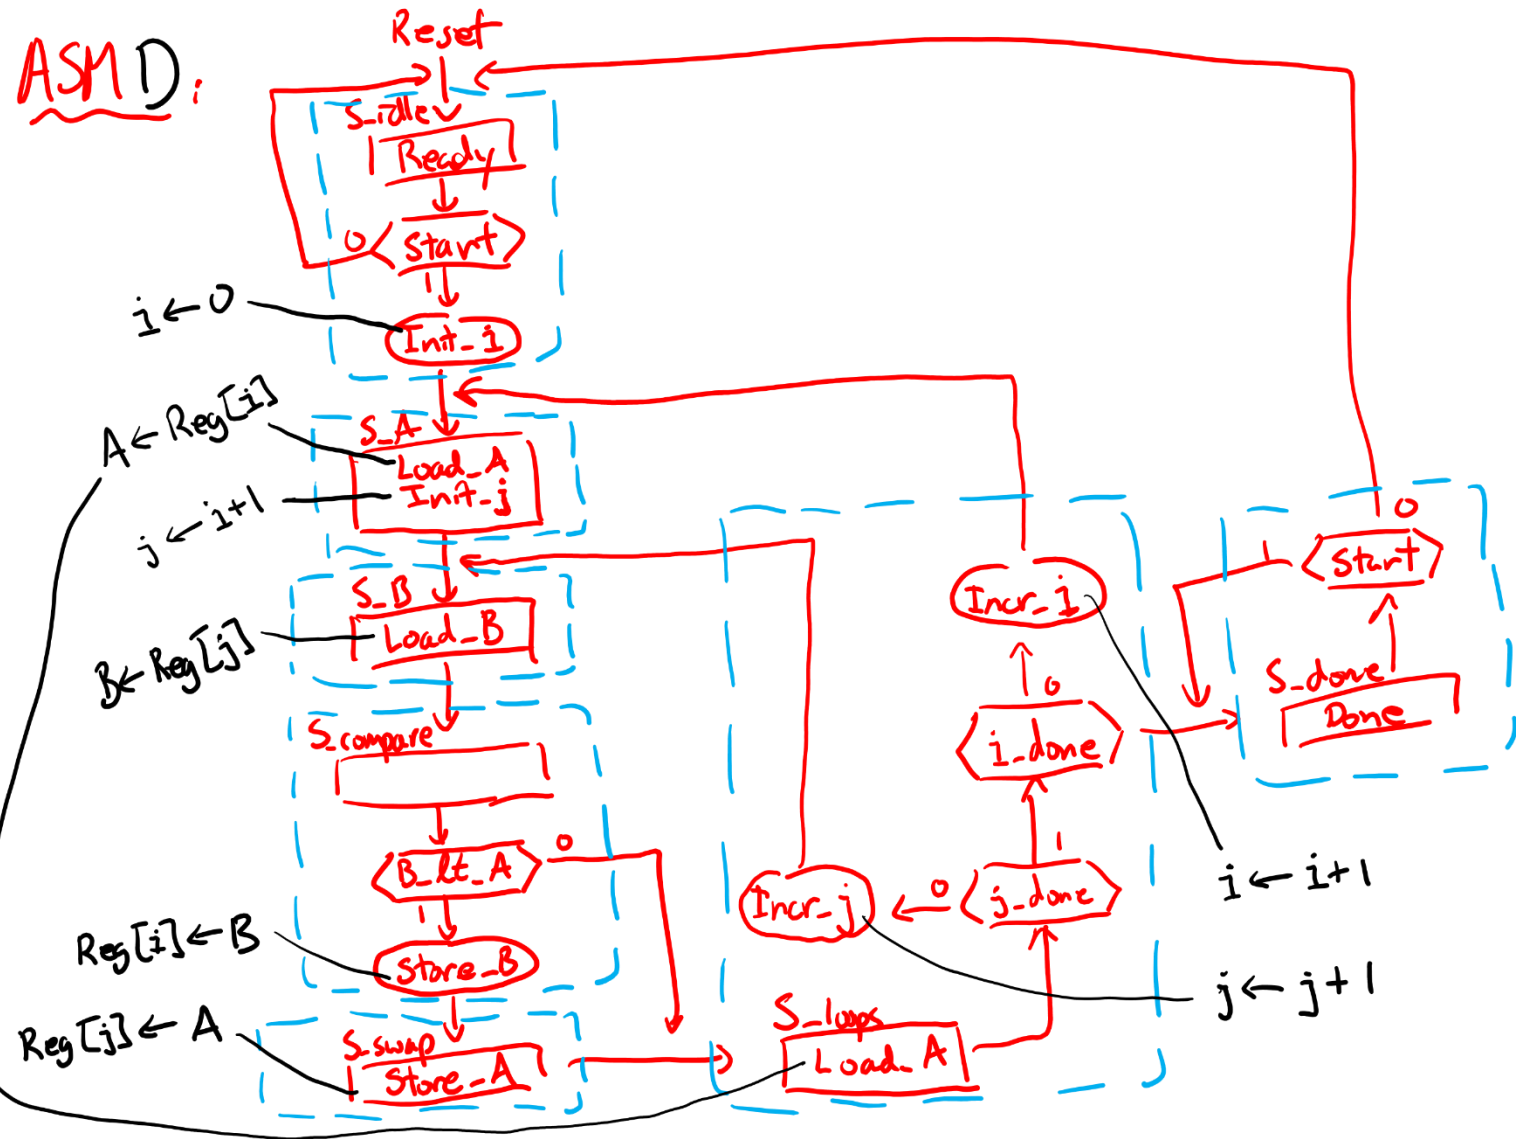 ASMD:
Reset
S_idle
Ready
0
Start
1
i←0
Init_i
A←Reg[i]
S_A
Load_A
Init_j
j←i+1
S_B
Load_B
B←Reg[j]
S_compare
B_lt_A
0
1
Reg[i]←B
Store_B
Reg[j]←A
S_swap
Store_A
S_loops
Load_A
j_done
0
1
Incr_j
j←j+1
i_done
0
Incr_i
i←i+1
S_done
Done
Start
0
1